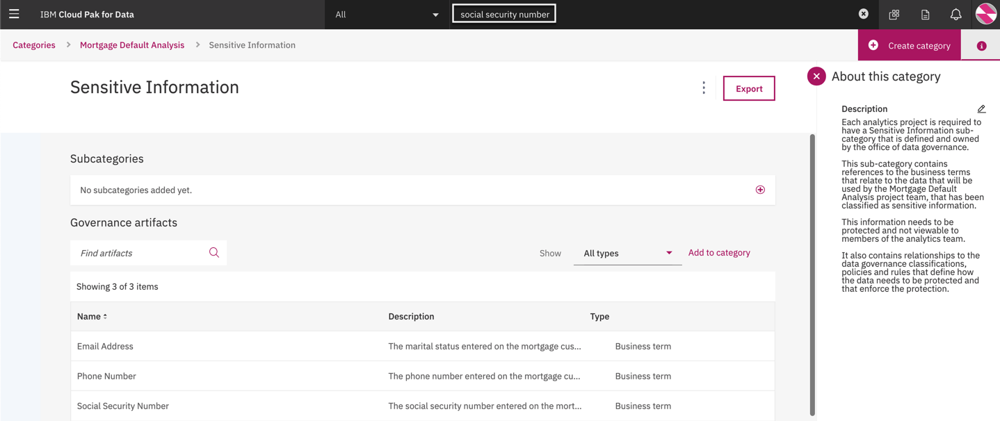 IBM Cloud Pak for Data
All
social security number
Categories > Mortgage Default Analysis > Sensitive Information
Create category
Sensitive Information
Export
About this category
Description
Each analytics project is required to
have a Sensitive Information sub-
category that is defined and owned
by the office of data governance.
This sub-category contains
references to the business terms
that relate to the data that will be
used by the Mortgage Default
Analysis project team, that has been
classified as sensitive information.
This information needs to be
protected and not viewable to
members of the analytics team.
It also contains relationships to the
data governance classifications,
policies and rules that define how
the data needs to be protected and
that enforce the protection.
Subcategories
No subcategories added yet.
Governance artifacts
Find artifacts
Show All types Add to category
Showing 3 of 3 items
Name Description Type
Email Address The marital status entered on the mortgage cus... Business term
Phone Number The phone number entered on the mortgage cu... Business term
Social Security Number The social security number entered on the mort... Business term